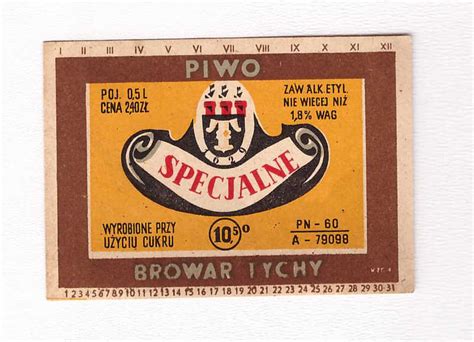 I II III IV V VI VII VIII IX X XI XII
PIWO
POJ. 0,5 L
CENA 2,40 ZŁ.
ZAW. ALK. ETYL.
NIE WIĘCEJ NIŻ
1,8% WAG
1629
SPECJALNE
WYROBIONE PRZY
UŻYCIU CUKRU
10,5°
PN-60
A-79098
BROWAR TYCHY
1 2 3 4 5 6 7 8 9 10 11 12 13 14 15 16 17 18 19 20 21 22 23 24 25 26 27 28 29 30 31